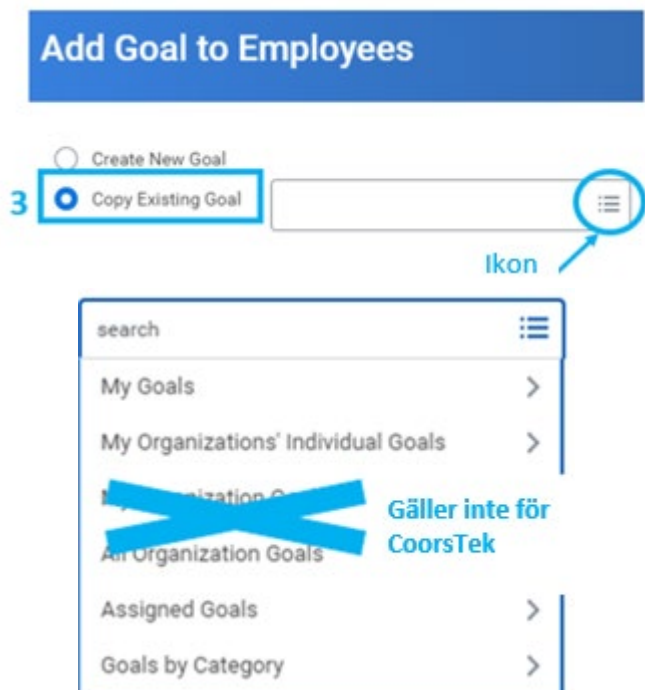 Add Goal to Employees
Create New Goal
3
Copy Existing Goal
Ikon
search
My Goals
My Organizations' Individual Goals
Gäller inte för
CoorsTek
All Organization Goals
Assigned Goals
Goals by Category